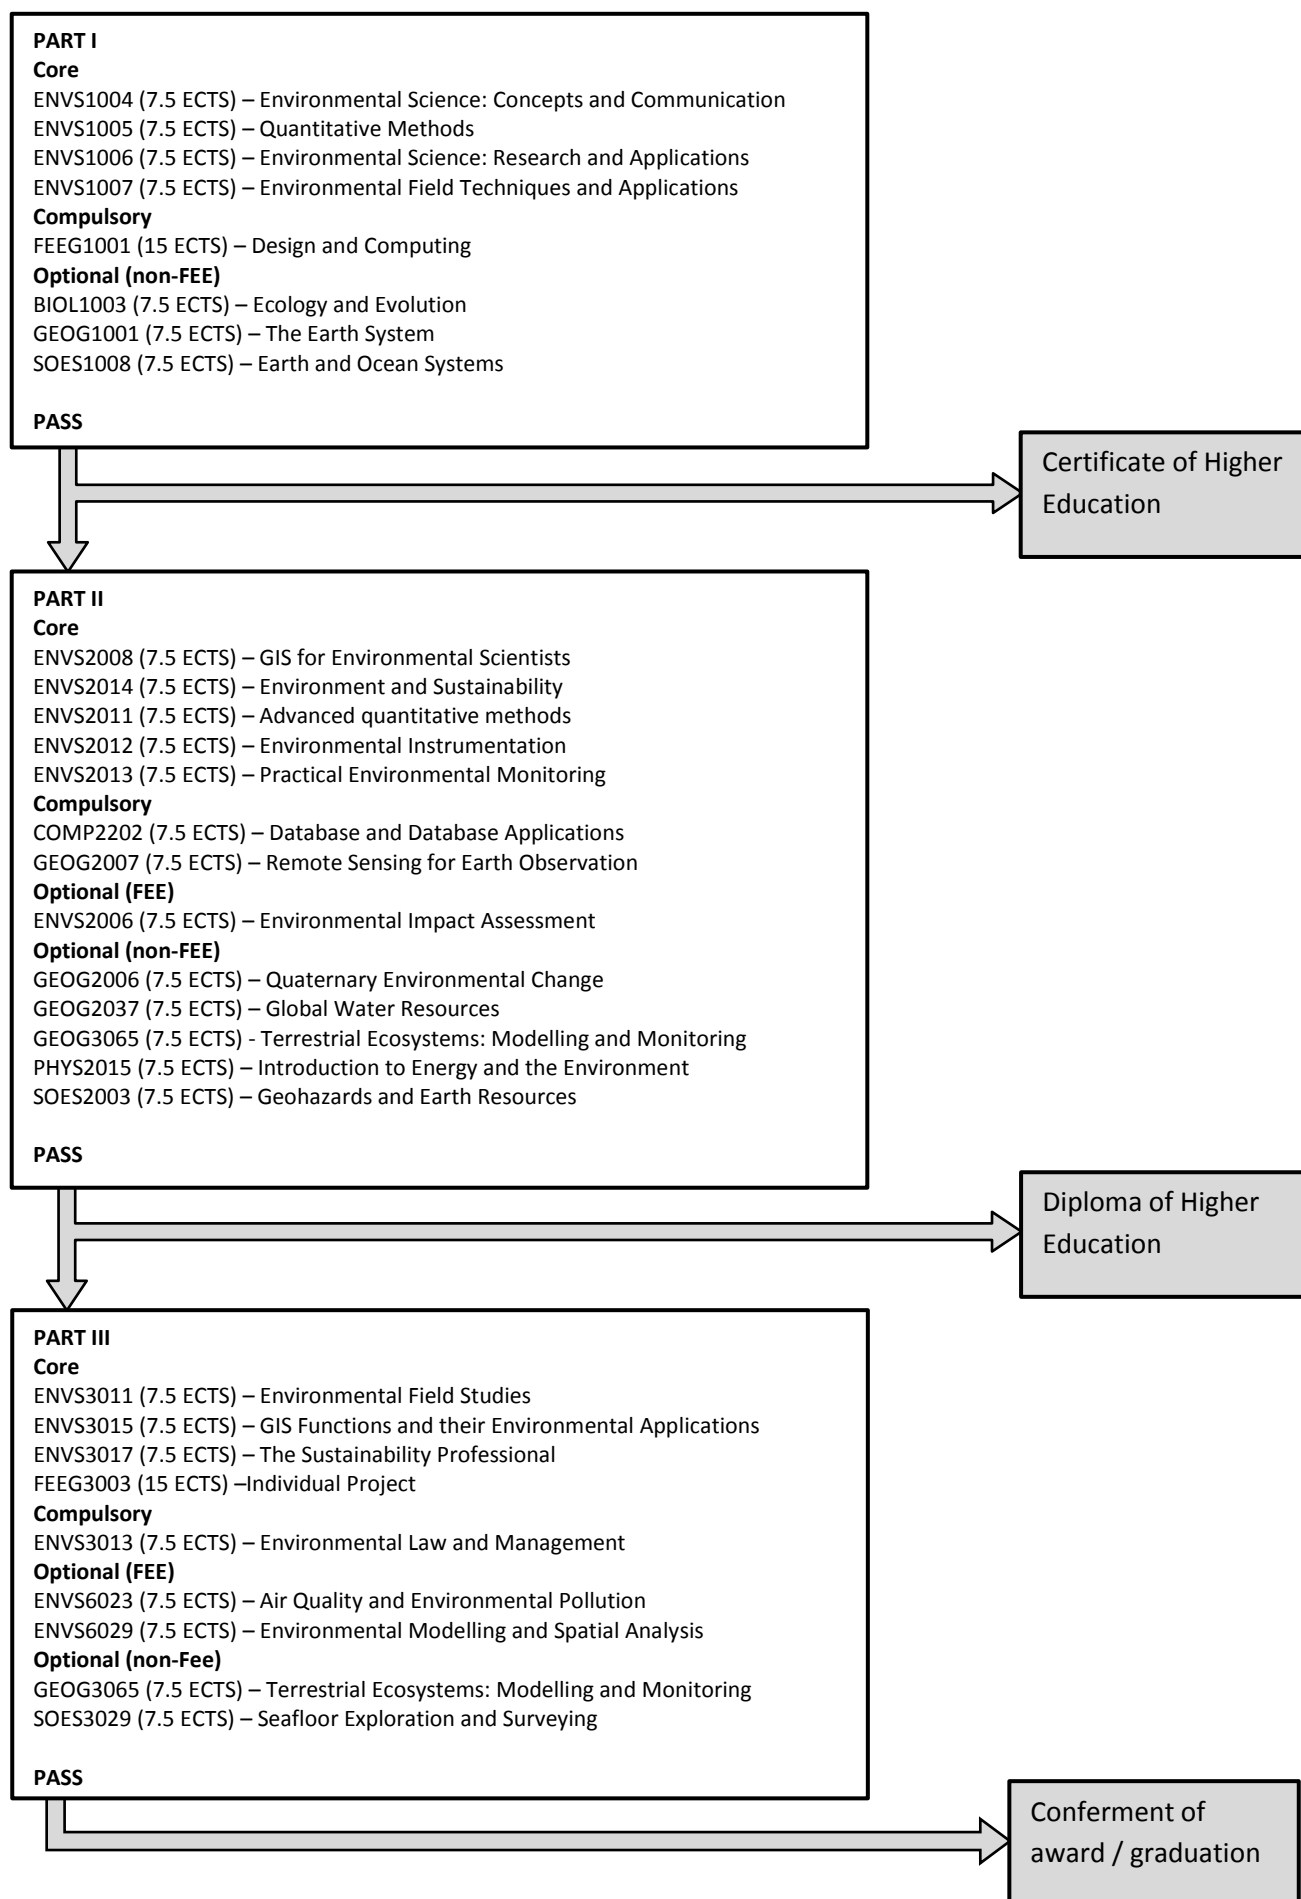 PART I
Core
ENVS1004 (7.5 ECTS) – Environmental Science: Concepts and Communication
ENVS1005 (7.5 ECTS) – Quantitative Methods
ENVS1006 (7.5 ECTS) – Environmental Science: Research and Applications
ENVS1007 (7.5 ECTS) – Environmental Field Techniques and Applications
Compulsory
FEEG1001 (15 ECTS) – Design and Computing
Optional (non-FEE)
BIOL1003 (7.5 ECTS) – Ecology and Evolution
GEOG1001 (7.5 ECTS) – The Earth System
SOES1008 (7.5 ECTS) – Earth and Ocean Systems
PASS
Certificate of Higher
Education
PART II
Core
ENVS2008 (7.5 ECTS) – GIS for Environmental Scientists
ENVS2014 (7.5 ECTS) – Environment and Sustainability
ENVS2011 (7.5 ECTS) – Advanced quantitative methods
ENVS2012 (7.5 ECTS) – Environmental Instrumentation
ENVS2013 (7.5 ECTS) – Practical Environmental Monitoring
Compulsory
COMP2202 (7.5 ECTS) – Database and Database Applications
GEOG2007 (7.5 ECTS) – Remote Sensing for Earth Observation
Optional (FEE)
ENVS2006 (7.5 ECTS) – Environmental Impact Assessment
Optional (non-FEE)
GEOG2006 (7.5 ECTS) – Quaternary Environmental Change
GEOG2037 (7.5 ECTS) – Global Water Resources
GEOG3065 (7.5 ECTS) - Terrestrial Ecosystems: Modelling and Monitoring
PHYS2015 (7.5 ECTS) – Introduction to Energy and the Environment
SOES2003 (7.5 ECTS) – Geohazards and Earth Resources
PASS
Diploma of Higher
Education
PART III
Core
ENVS3011 (7.5 ECTS) – Environmental Field Studies
ENVS3015 (7.5 ECTS) – GIS Functions and their Environmental Applications
ENVS3017 (7.5 ECTS) – The Sustainability Professional
FEEG3003 (15 ECTS) –Individual Project
Compulsory
ENVS3013 (7.5 ECTS) – Environmental Law and Management
Optional (FEE)
ENVS6023 (7.5 ECTS) – Air Quality and Environmental Pollution
ENVS6029 (7.5 ECTS) – Environmental Modelling and Spatial Analysis
Optional (non-Fee)
GEOG3065 (7.5 ECTS) – Terrestrial Ecosystems: Modelling and Monitoring
SOES3029 (7.5 ECTS) – Seafloor Exploration and Surveying
PASS
Conferment of
award / graduation